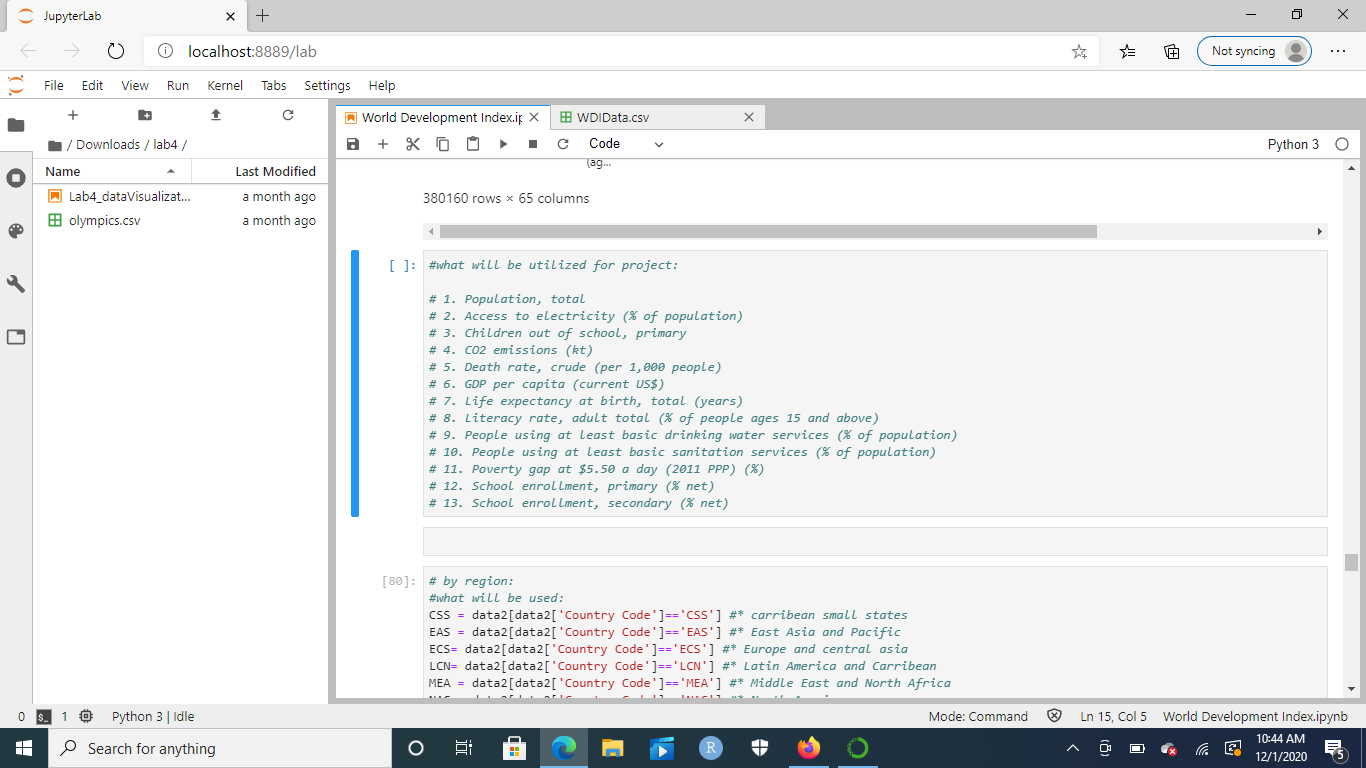 JupyterLab
localhost:8889/lab
Not syncing
File Edit View Run Kernel Tabs Settings Help
/ Downloads / lab4 /
Name Last Modified
Lab4_dataVisualizat... a month ago
olympics.csv a month ago
World Development Index.ip
WDIData.csv
Code
Python 3
(ag...
380160 rows × 65 columns
[ ]:
#what will be utilized for project:
# 1. Population, total
# 2. Access to electricity (% of population)
# 3. Children out of school, primary
# 4. CO2 emissions (kt)
# 5. Death rate, crude (per 1,000 people)
# 6. GDP per capita (current US$)
# 7. Life expectancy at birth, total (years)
# 8. Literacy rate, adult total (% of people ages 15 and above)
# 9. People using at least basic drinking water services (% of population)
# 10. People using at least basic sanitation services (% of population)
# 11. Poverty gap at $5.50 a day (2011 PPP) (%)
# 12. School enrollment, primary (% net)
# 13. School enrollment, secondary (% net)
[80]:
# by region:
#what will be used:
CSS = data2[data2['Country Code']=='CSS'] #* carribean small states
EAS = data2[data2['Country Code']=='EAS'] #* East Asia and Pacific
ECS= data2[data2['Country Code']=='ECS'] #* Europe and central asia
LCN= data2[data2['Country Code']=='LCN'] #* Latin America and Carribean
MEA = data2[data2['Country Code']=='MEA'] #* Middle East and North Africa
0 1 Python 3 | Idle
Mode: Command Ln 15, Col 5 World Development Index.ipynb
Search for anything
R
10:44 AM
12/1/2020
5